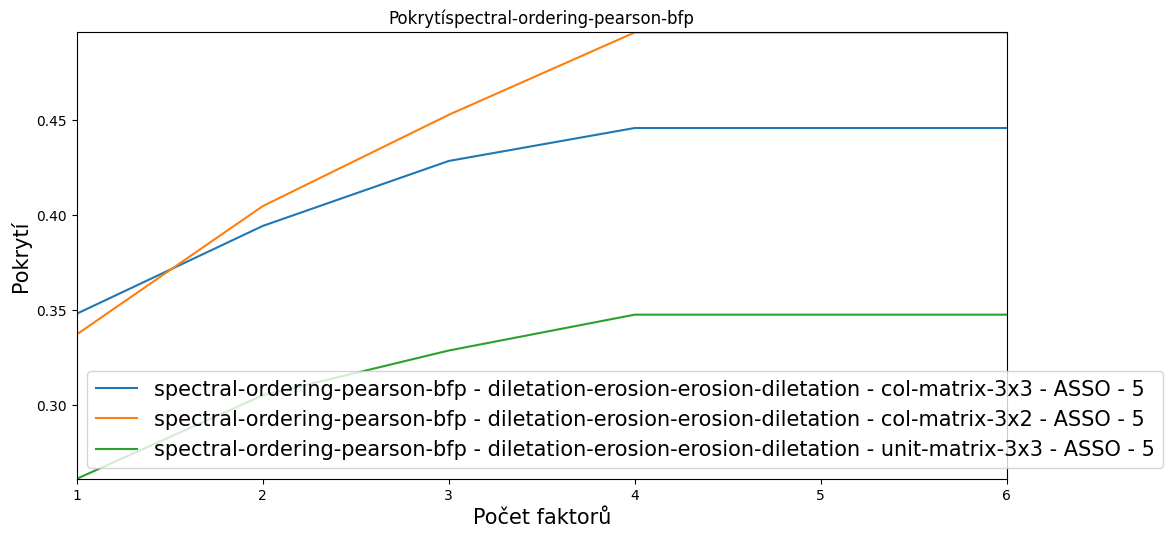 Pokrytíspectral-ordering-pearson-bfp
0.45
0.40
0.35
0.30
Pokrytí
spectral-ordering-pearson-bfp - diletation-erosion-erosion-diletation - col-matrix-3x3 - ASSO - 5
spectral-ordering-pearson-bfp - diletation-erosion-erosion-diletation - col-matrix-3x2 - ASSO - 5
spectral-ordering-pearson-bfp - diletation-erosion-erosion-diletation - unit-matrix-3x3 - ASSO - 5
1 2 3 4 5 6
Počet faktorů